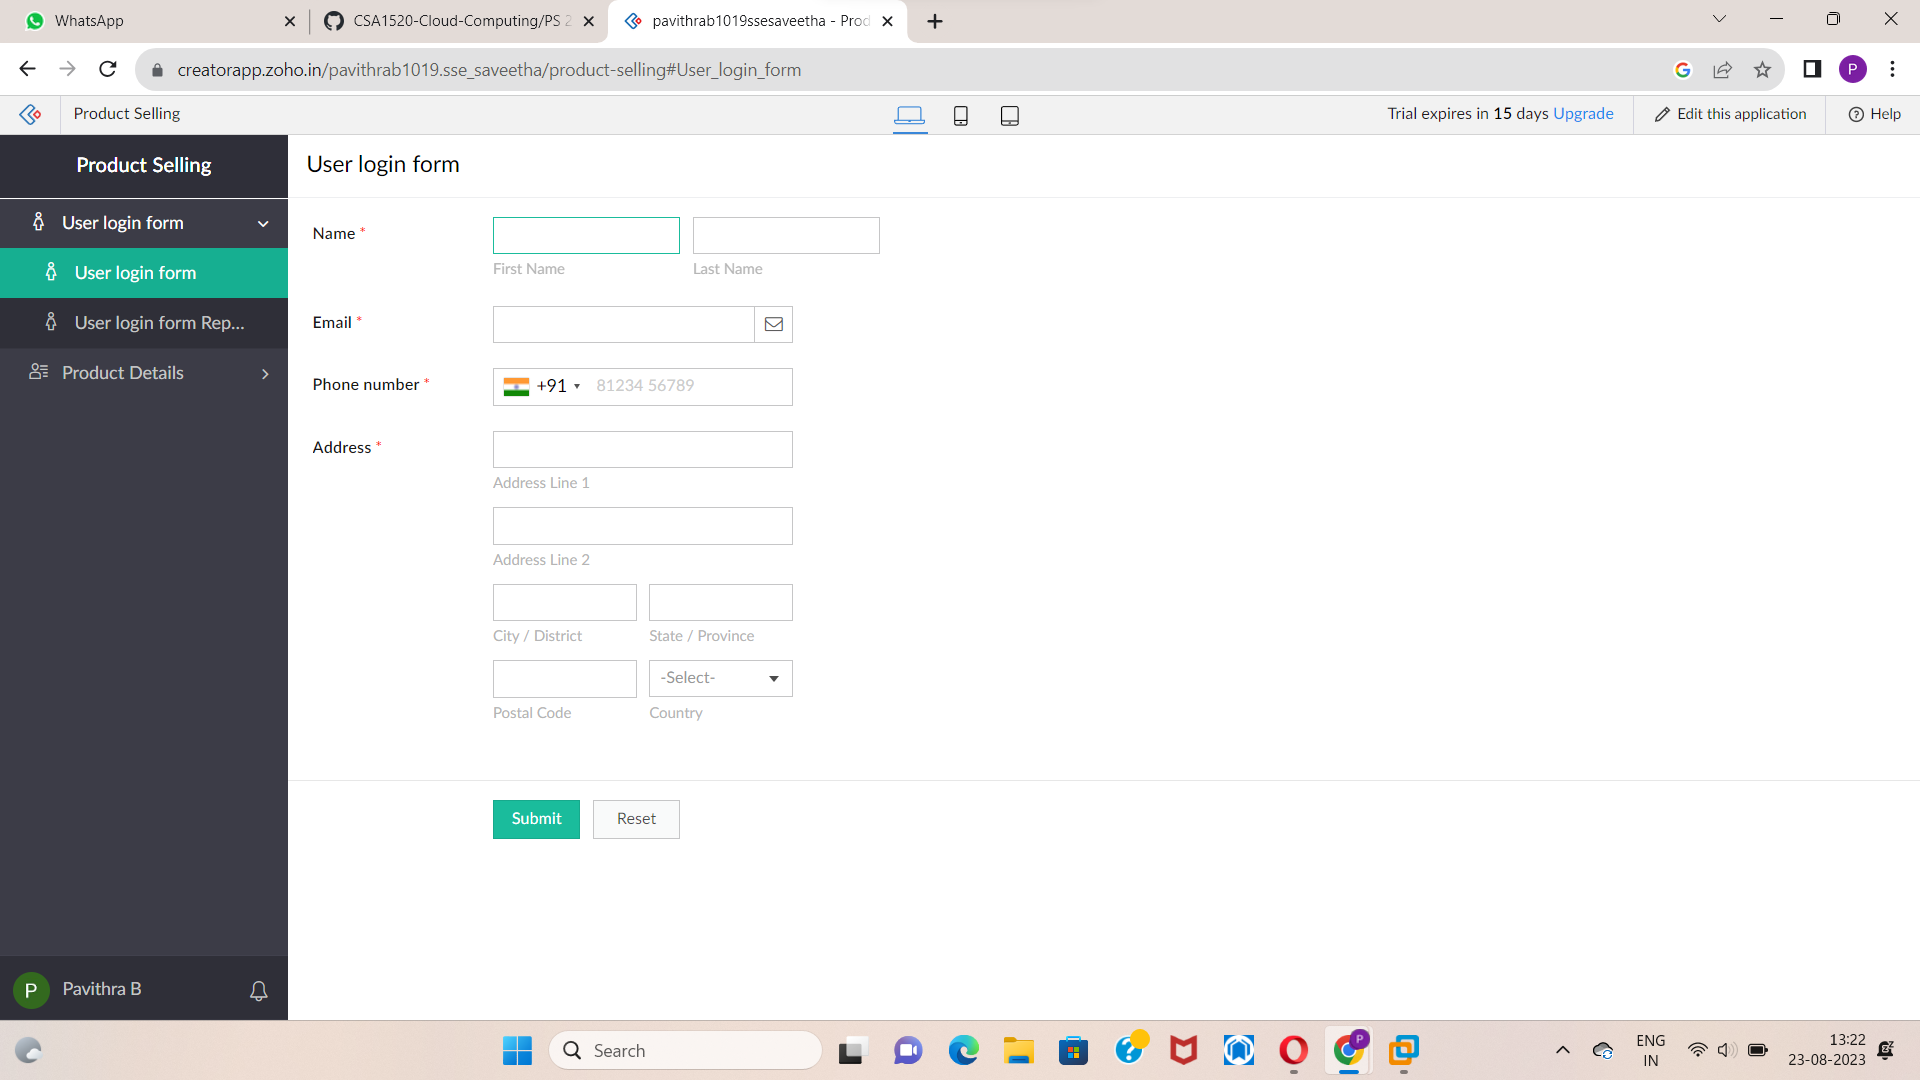 WhatsApp
CSA1520-Cloud-Computing/PS 2
pavithrab1019ssesaveetha - Prod
creatorapp.zoho.in/pavithrab1019.sse_saveetha/product-selling#User_login_form
P
Product Selling
Trial expires in 15 days Upgrade
Edit this application
Help
Product Selling
User login form
User login form
User login form Rep...
Product Details
User login form
Name *
First Name
Last Name
Email *
Phone number *
+91
81234 56789
Address *
Address Line 1
Address Line 2
City / District
State / Province
-Select-
Postal Code
Country
Submit
Reset
P
Pavithra B
Search
P
ENG
IN
13:22
23-08-2023